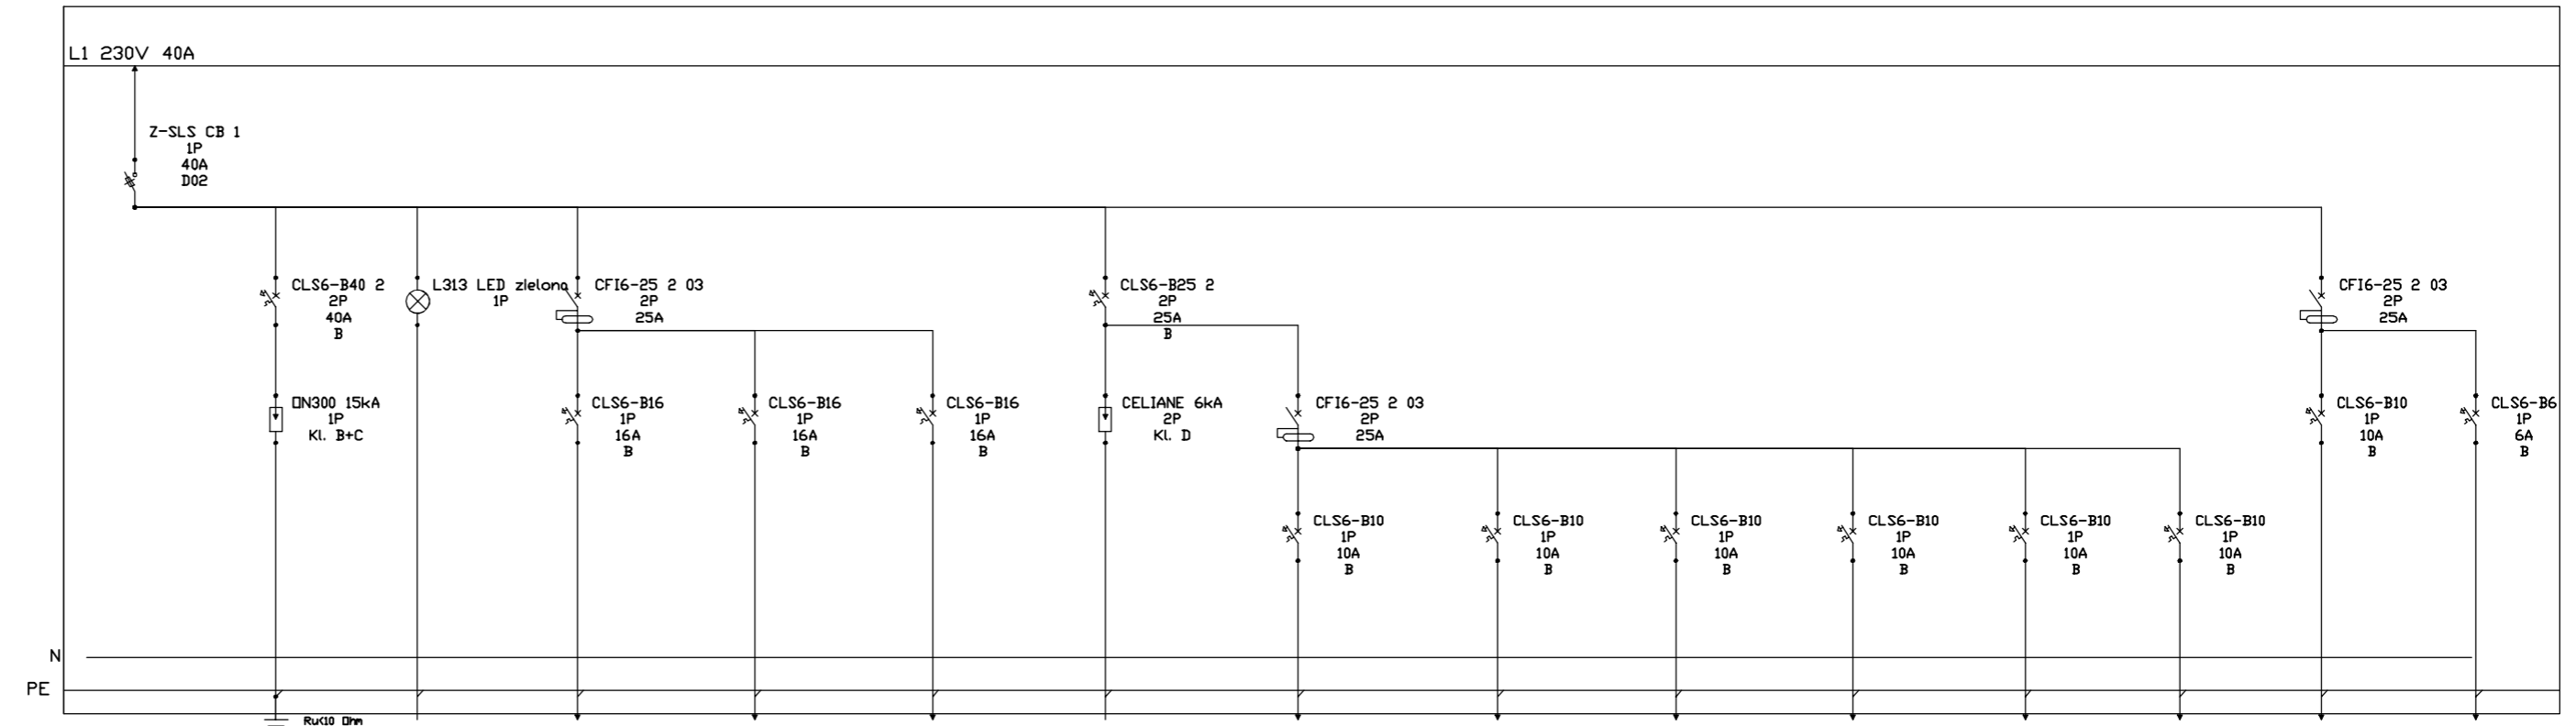 L1 230V 40A
Z-SLS CB 1
1P
40A
D02
CLS6-B40 2
2P
40A
B
L313 LED zielona
1P
CFI6-25 2 03
2P
25A
CLS6-B25 2
2P
25A
B
CFI6-25 2 03
2P
25A
ON300 15kA
1P
Kl. B+C
CLS6-B16
1P
16A
B
CLS6-B16
1P
16A
B
CLS6-B16
1P
16A
B
CELIANE 6kA
2P
Kl. D
CFI6-25 2 03
2P
25A
CLS6-B10
1P
10A
B
CLS6-B6
1P
6A
B
CLS6-B10
1P
10A
B
CLS6-B10
1P
10A
B
CLS6-B10
1P
10A
B
CLS6-B10
1P
10A
B
CLS6-B10
1P
10A
B
CLS6-B10
1P
10A
B
N
PE
Ru<10 Ohm